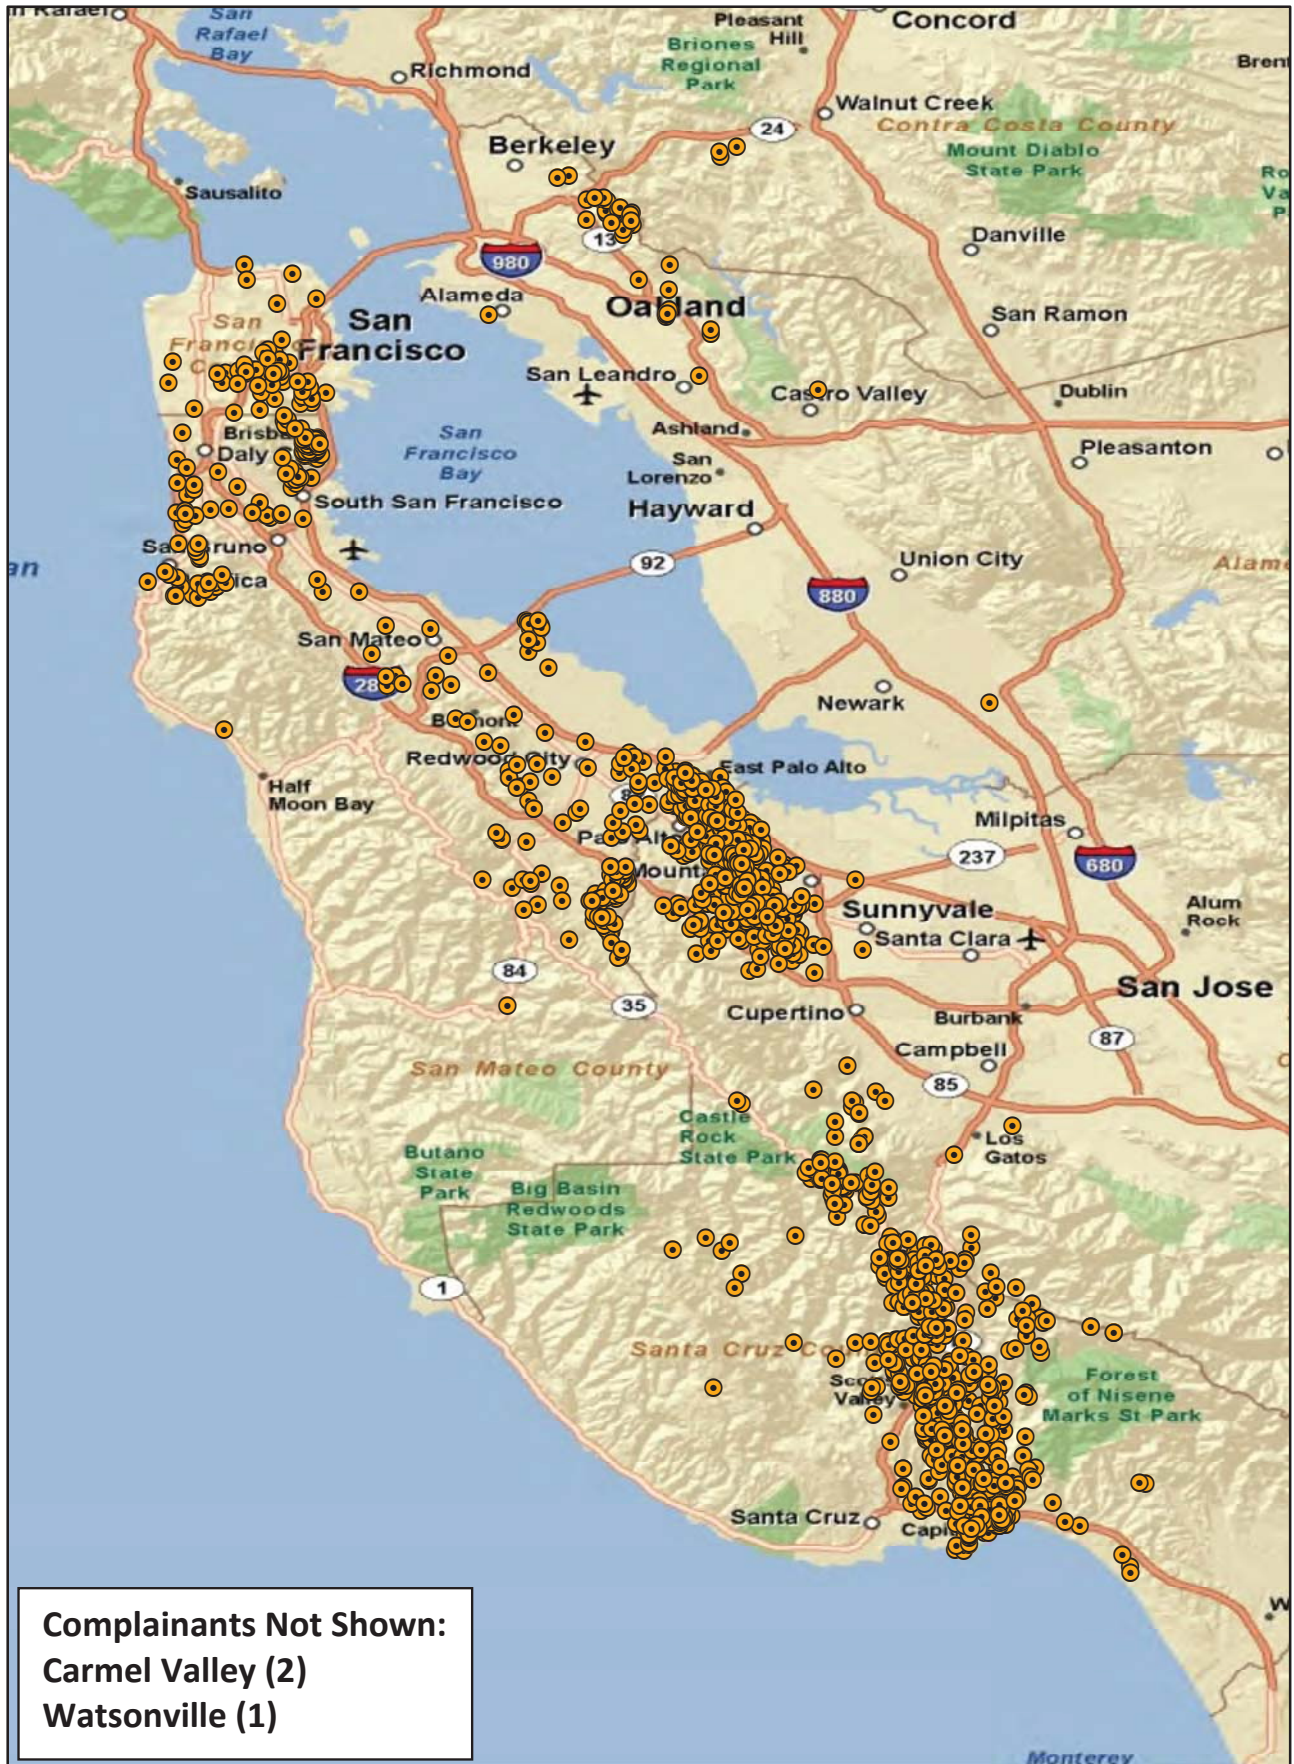 San
Rafael
Bay
Richmond
Pleasant
Hill
Concord
Briones
Regional
Park
Walnut Creek
Contra Costa County
24
Mount Diablo
State Park
Berkeley
Sausalito
13
Danville
980
Alameda
Oakland
San Ramon
San
Francisco
San
San Leandro
Castro Valley
Dublin
Ashland
San
Lorenzo
San
Francisco
Bay
Pleasanton
Daly
South San Francisco
Hayward
92
Union City
880
San Mateo
28
Newark
Redwood City
East Palo Alto
Half
Moon Bay
Milpitas
237
680
Alum
Rock
Sunnyvale
Santa Clara
84
35
San Jose
Cupertino
Burbank
87
Campbell
San Mateo County
85
Castle
Rock
State Park
Los
Gatos
Butano
State
Park
Big Basin
Redwoods
State Park
1
Santa Cruz
Forest
of Nisene
Marks St Park
Valley
Santa Cruz
Complainants Not Shown:
Carmel Valley (2)
Watsonville (1)
Monterey